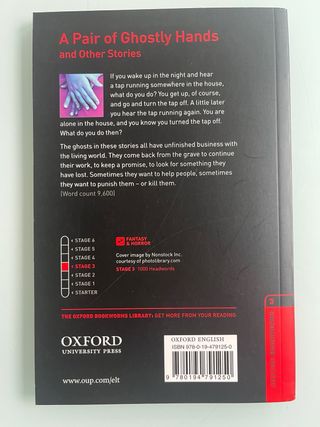 A Pair of Ghostly Hands
and Other Stories
If you wake up in the night and hear
a tap running somewhere in the house,
what do you do? You get up, of course,
and go and turn the tap off. A little later
you hear the tap running again. You are
alone in the house, and you know you turned the tap off.
What do you do then?
The ghosts in these stories all have unfinished business with
the living world. They come back from the grave to continue
their work, to keep a promise, to look for something they
have lost. Sometimes they want to help people, sometimes
they want to punish them – or kill them.
(Word count 9,600)
STAGE 6
STAGE 5
STAGE 4
STAGE 3
STAGE 2
STAGE 1
STARTER
FANTASY
& HORROR
Cover image by Nonstock Inc.
courtesy of photolibrary.com
STAGE 3 1000 Headwords
3
THE OXFORD BOOKWORMS LIBRARY: GET MORE FROM YOUR READING
OXFORD
UNIVERSITY PRESS
www.oup.com/elt
OXFORD ENGLISH
ISBN 978-0-19-479125-0
9 780194 791250